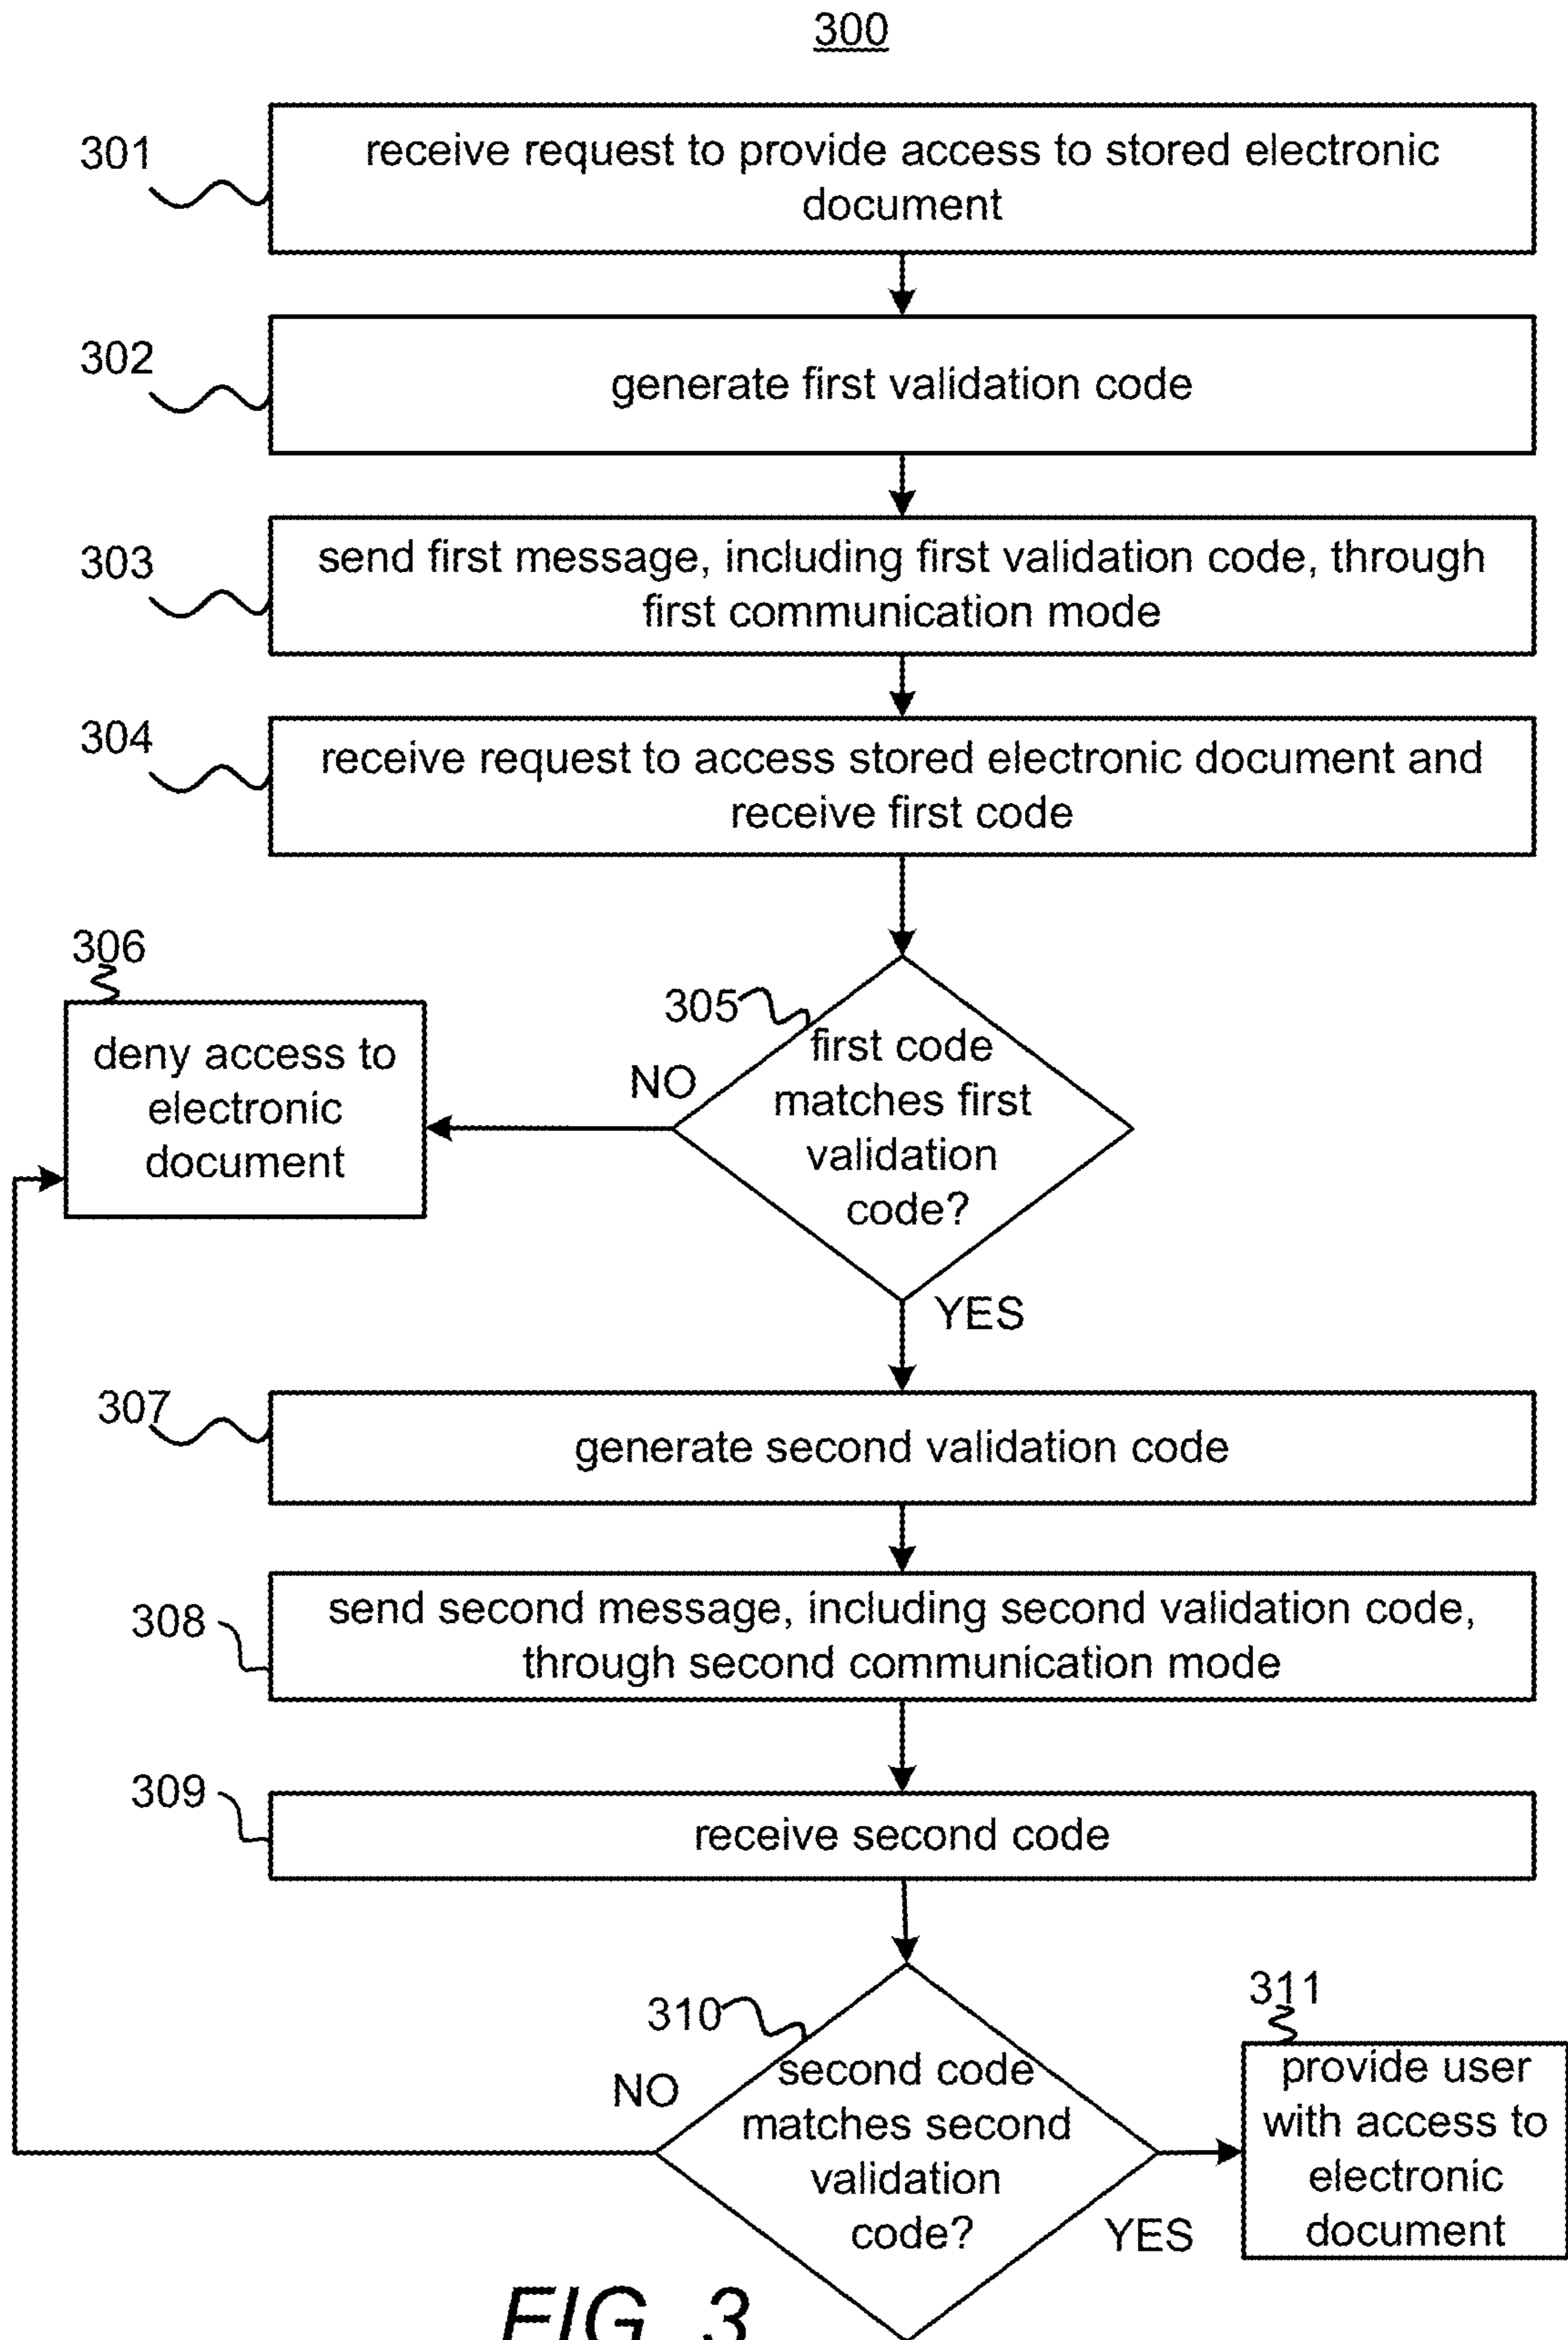 300
301
receive request to provide access to stored electronic
document
302
generate first validation code
303
send first message, including first validation code, through
first communication mode
304
receive request to access stored electronic document and
receive first code
306
deny access to
electronic
document
305
NO
first code
matches first
validation
code?
YES
307
generate second validation code
308
send second message, including second validation code,
through second communication mode
309
receive second code
310
NO
second code
matches second
validation
code?
YES
311
provide user
with access to
electronic
document
FIG. 3